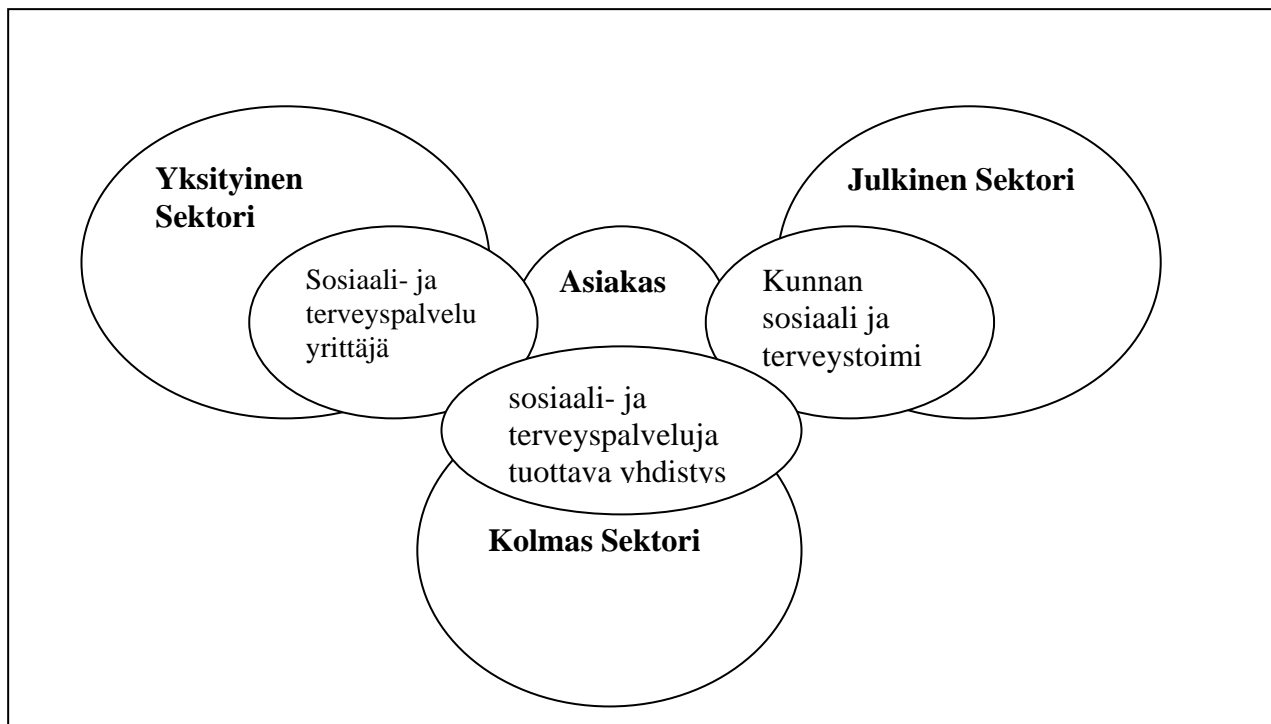 Yksityinen
Sektori
Julkinen Sektori
Sosiaali- ja
terveyspalvelu
yrittäjä
Asiakas
Kunnan
sosiaali ja
terveystoimi
sosiaali- ja
terveyspalveluja
tuottava yhdistys
Kolmas Sektori